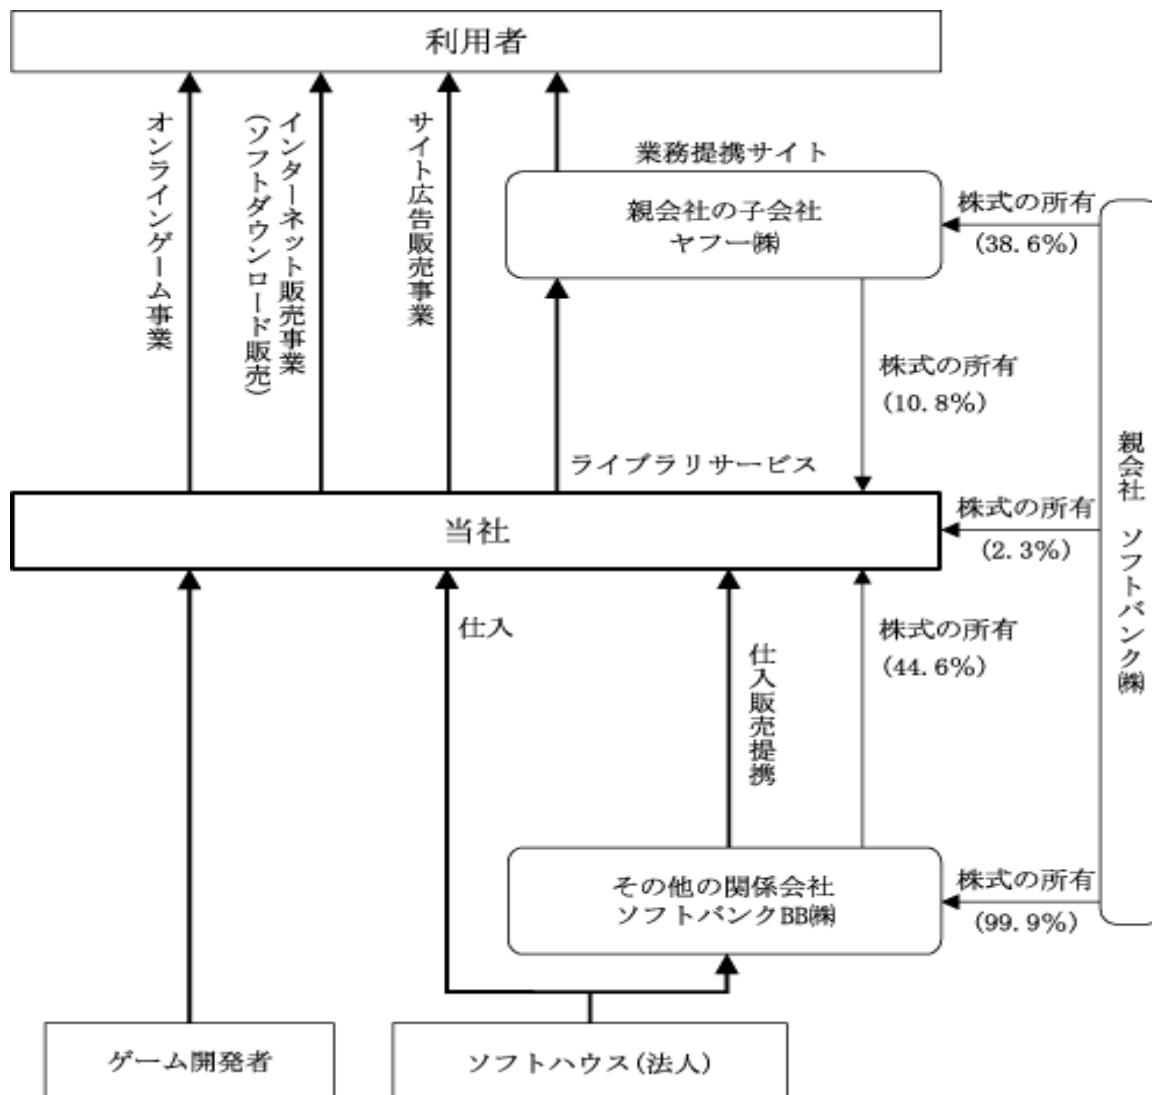 利用者
オンラインゲーム事業
インターネット販売事業
(ソフトダウンロード販売)
サイト広告販売事業
業務提携サイト
親会社の子会社
ヤフー㈱
株式の所有
(38.6%)
株式の所有
(10.8%)
ライブラリサービス
当社
株式の所有
(2.3%)
親会社 ソフトバンク㈱
仕入
仕入販売提携
株式の所有
(44.6%)
その他の関係会社
ソフトバンクBB㈱
株式の所有
(99.9%)
ゲーム開発者
ソフトハウス(法人)